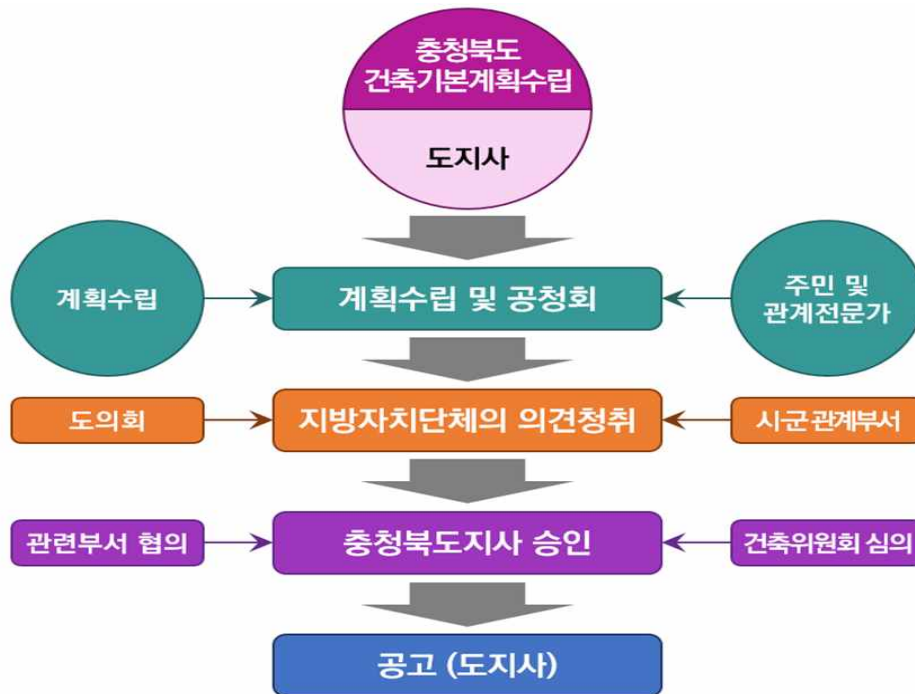 충청북도
건축기본계획수립
도지사
계획수립
계획수립 및 공청회
주민 및
관계전문가
도의회
지방자치단체의 의견청취
시·군 관계부서
관련부서 협의
충청북도지사 승인
건축위원회 심의
공고 (도지사)